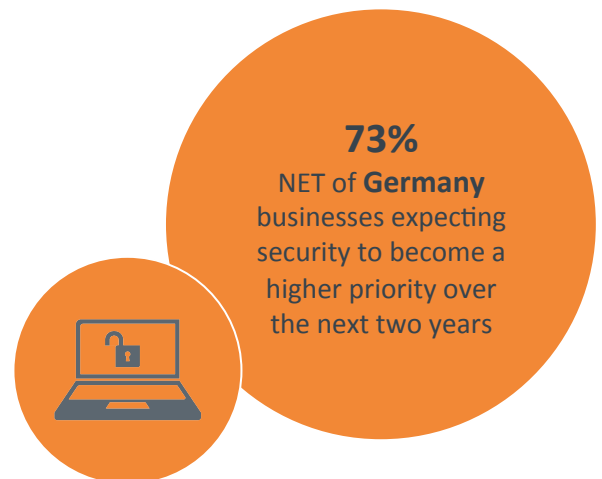 73%
NET of Germany
businesses expecting
security to become a
higher priority over
the next two years